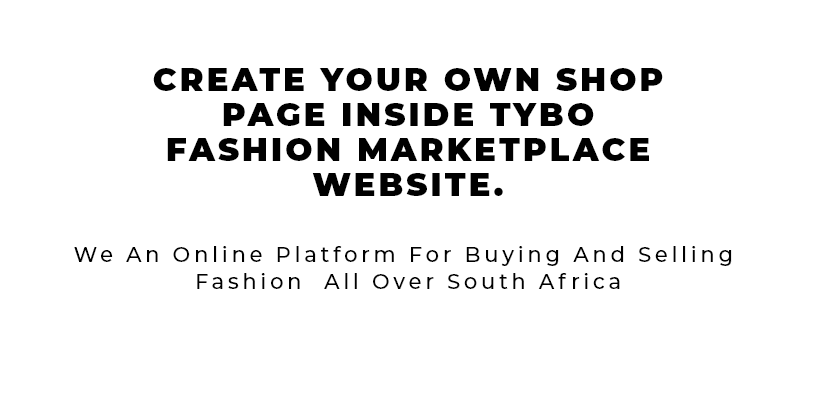 CREATE YOUR OWN SHOP
PAGE INSIDE TYBO
FASHION MARKETPLACE
WEBSITE.
We An Online Platform For Buying And Selling
Fashion  All Over South Africa